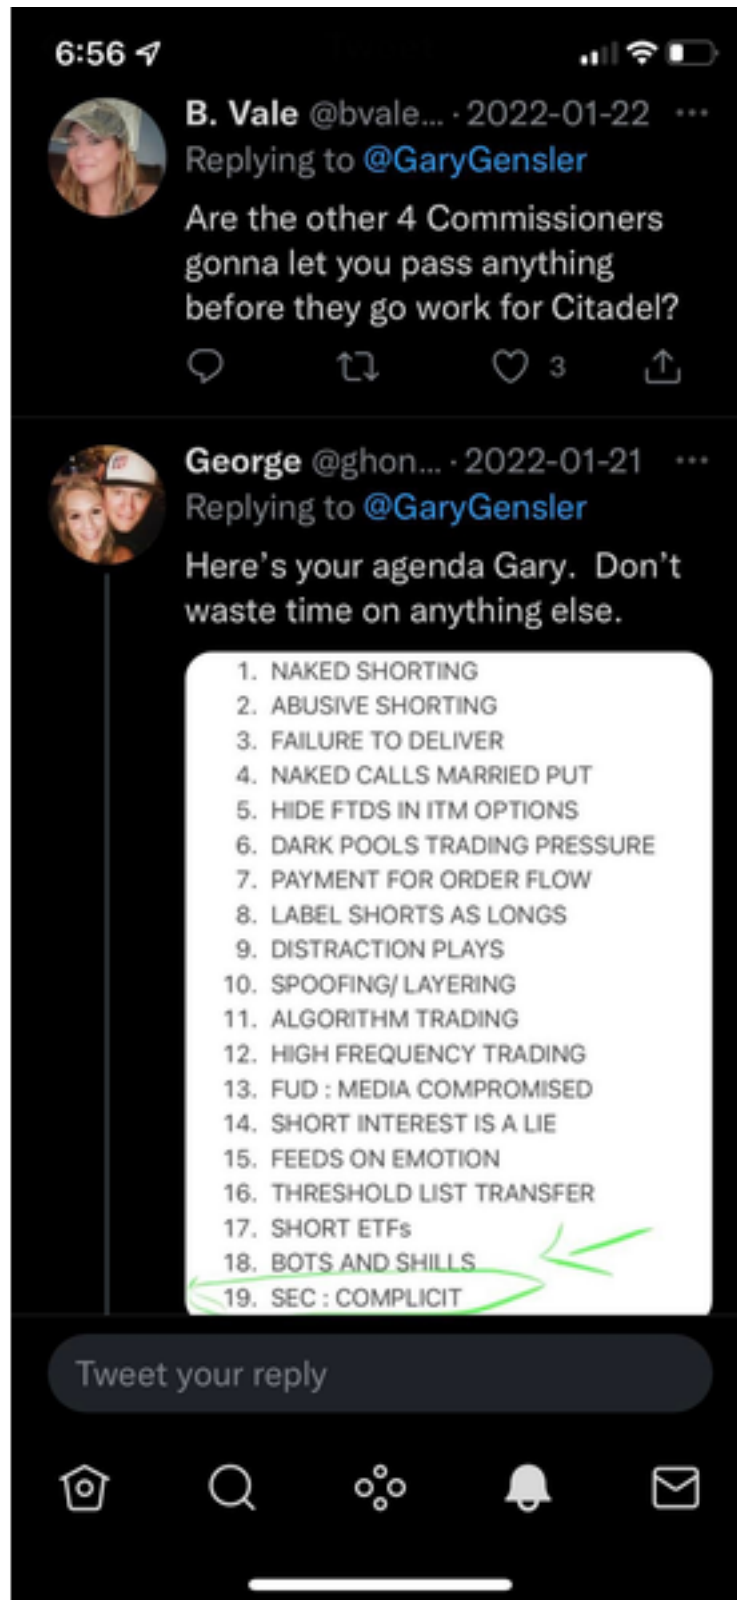 6:56
B. Vale @bvale... · 2022-01-22 ...
Replying to @GaryGensler
Are the other 4 Commissioners
gonna let you pass anything
before they go work for Citadel?
3
George @ghon... · 2022-01-21 ...
Replying to @GaryGensler
Here's your agenda Gary. Don't
waste time on anything else.
1. NAKED SHORTING
2. ABUSIVE SHORTING
3. FAILURE TO DELIVER
4. NAKED CALLS MARRIED PUT
5. HIDE FTDS IN ITM OPTIONS
6. DARK POOLS TRADING PRESSURE
7. PAYMENT FOR ORDER FLOW
8. LABEL SHORTS AS LONGS
9. DISTRACTION PLAYS
10. SPOOFING/ LAYERING
11. ALGORITHM TRADING
12. HIGH FREQUENCY TRADING
13. FUD : MEDIA COMPROMISED
14. SHORT INTEREST IS A LIE
15. FEEDS ON EMOTION
16. THRESHOLD LIST TRANSFER
17. SHORT ETFs
18. BOTS AND SHILLS
19. SEC : COMPLICIT
Tweet your reply